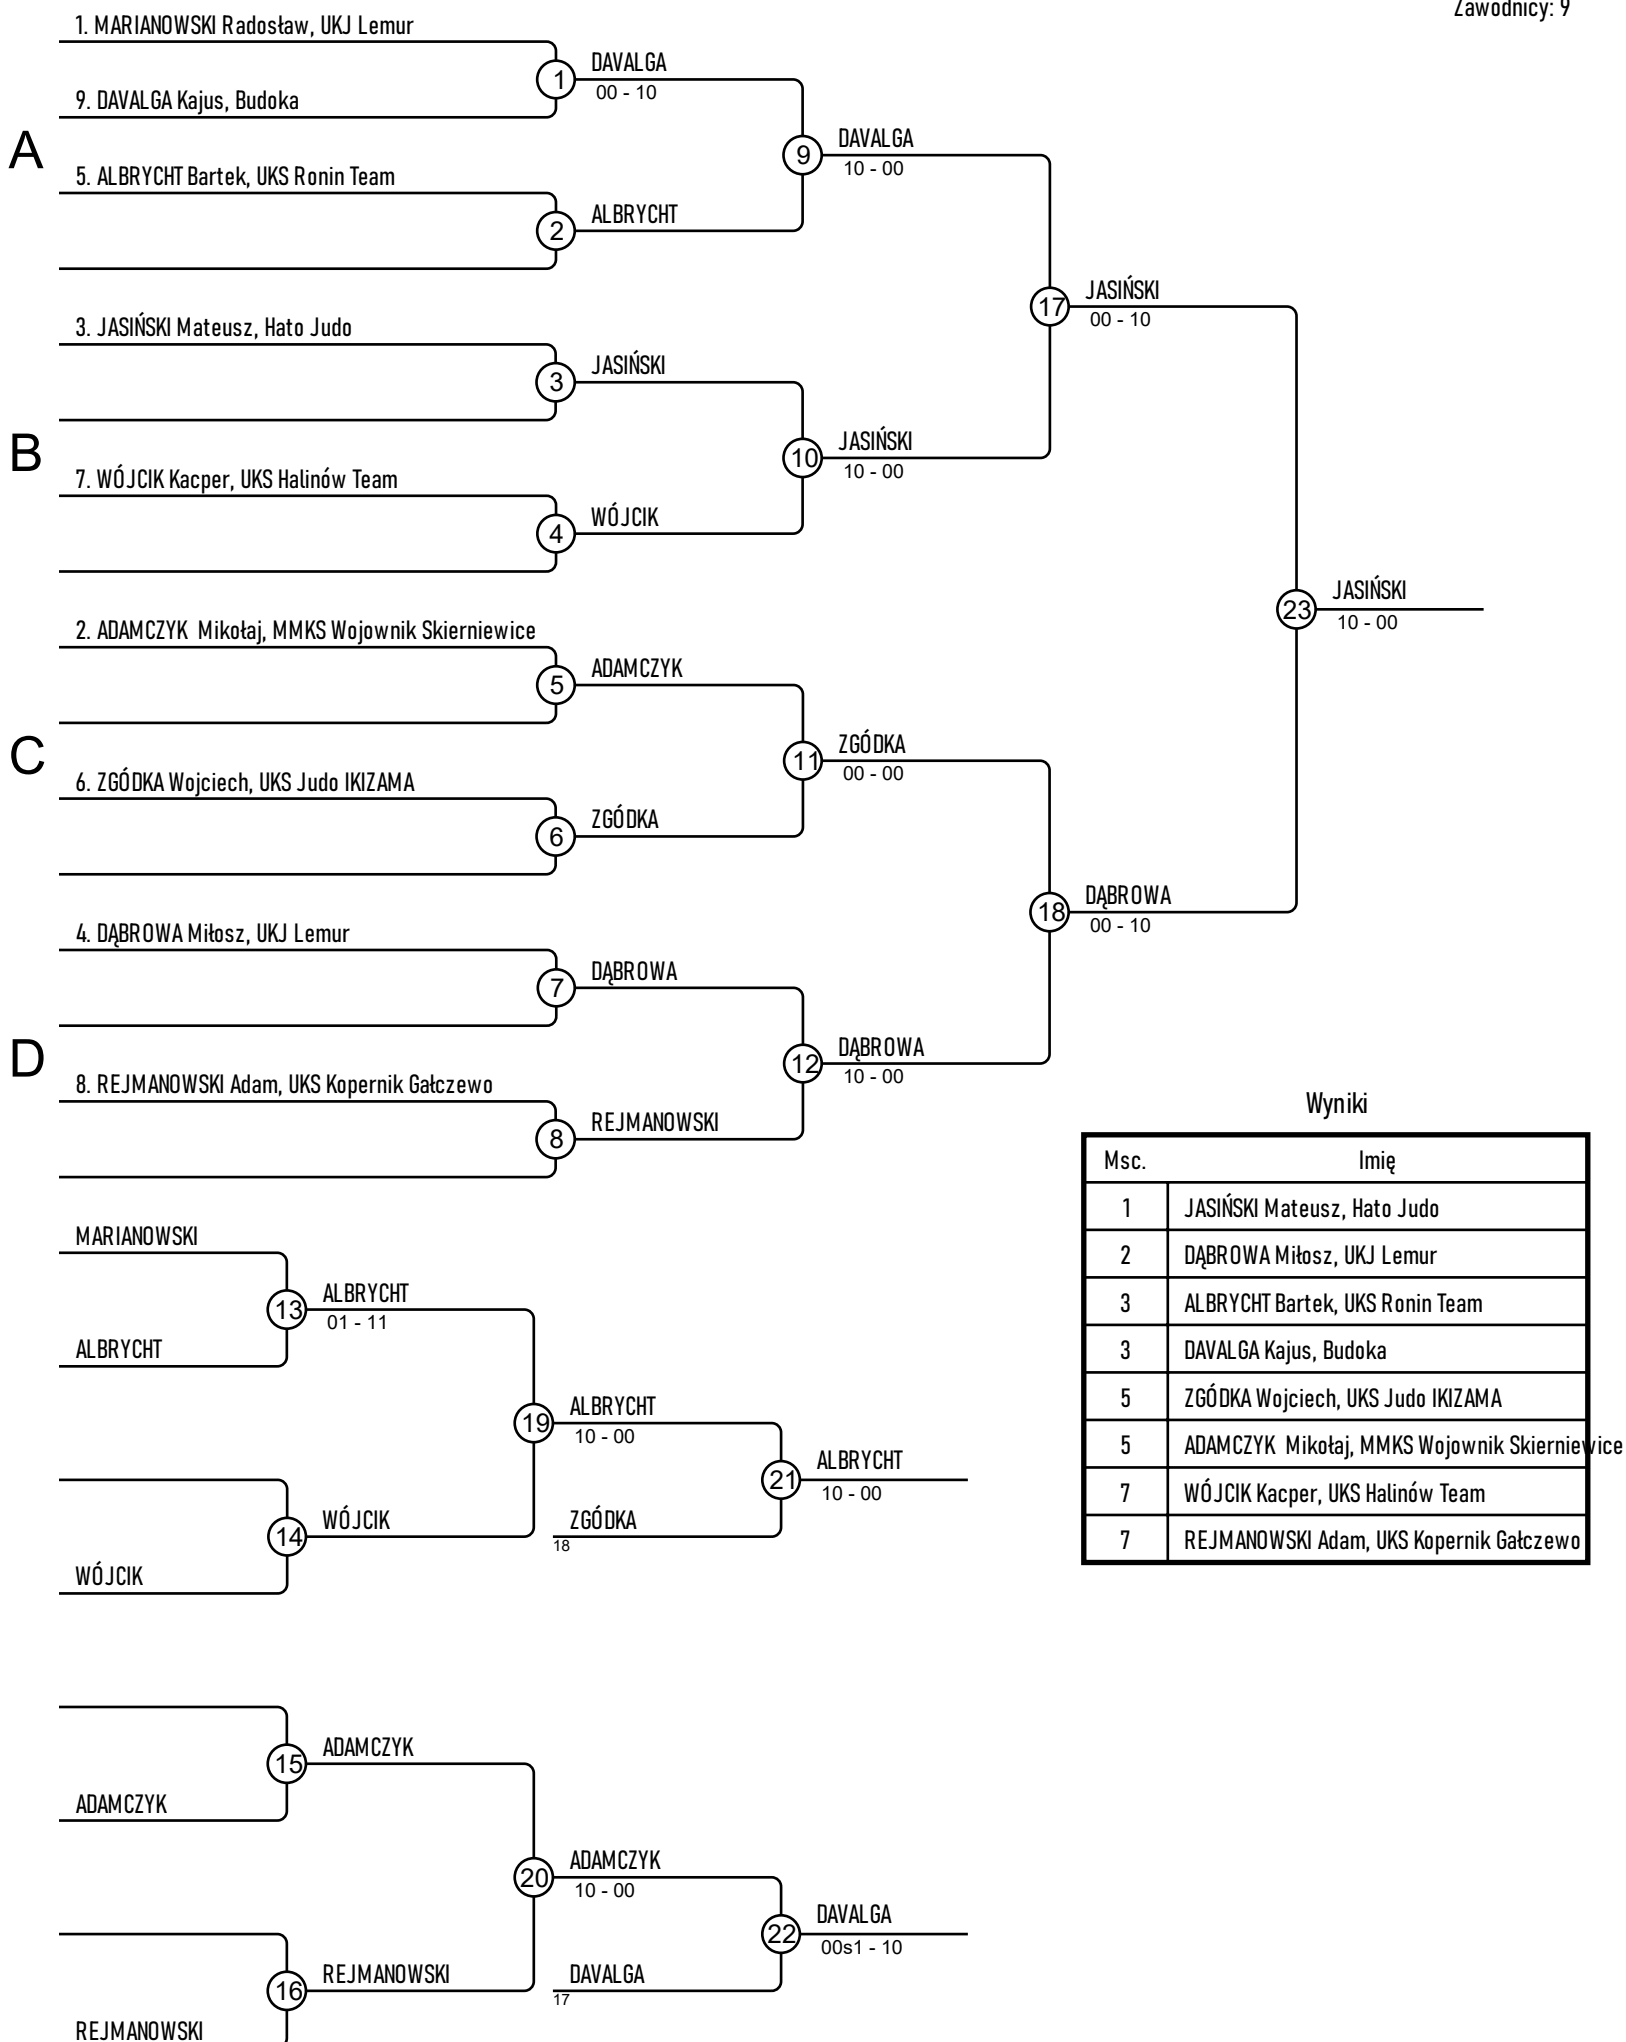 Zawodnicy: 9
1. MARIANOWSKI Radosław, UKJ Lemur
1
DAVALGA
00 - 10
9. DAVALGA Kajus, Budoka
A
9
DAVALGA
10 - 00
5. ALBRYCHT Bartek, UKS Ronin Team
2
ALBRYCHT
17
JASIŃSKI
00 - 10
3. JASIŃSKI Mateusz, Hato Judo
3
JASIŃSKI
B
10
JASIŃSKI
10 - 00
7. WÓJCIK Kacper, UKS Halinów Team
4
WÓJCIK
23
JASIŃSKI
10 - 00
2. ADAMCZYK  Mikołaj, MMKS Wojownik Skierniewice
5
ADAMCZYK
C
11
ZGÓDKA
00 - 00
6. ZGÓDKA Wojciech, UKS Judo IKIZAMA
6
ZGÓDKA
18
DĄBROWA
00 - 10
4. DĄBROWA Miłosz, UKJ Lemur
7
DĄBROWA
D
12
DĄBROWA
10 - 00
8. REJMANOWSKI Adam, UKS Kopernik Gałczewo
8
REJMANOWSKI
Wyniki
Msc. Imię
1 JASIŃSKI Mateusz, Hato Judo
2 DĄBROWA Miłosz, UKJ Lemur
3 ALBRYCHT Bartek, UKS Ronin Team
3 DAVALGA Kajus, Budoka
5 ZGÓDKA Wojciech, UKS Judo IKIZAMA
5 ADAMCZYK  Mikołaj, MMKS Wojownik Skierniewice
7 WÓJCIK Kacper, UKS Halinów Team
7 REJMANOWSKI Adam, UKS Kopernik Gałczewo
MARIANOWSKI
13
ALBRYCHT
01 - 11
ALBRYCHT
19
ALBRYCHT
10 - 00
21
ALBRYCHT
10 - 00
14
WÓJCIK
ZGÓDKA
18
WÓJCIK
15
ADAMCZYK
ADAMCZYK
20
ADAMCZYK
10 - 00
22
DAVALGA
00s1 - 10
16
REJMANOWSKI
DAVALGA
17
REJMANOWSKI